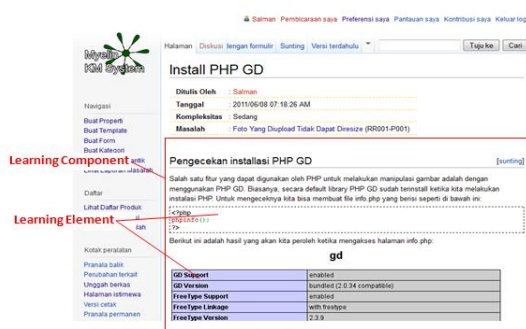 Salman Pembicaraan saya Preferensi saya Pantauan saya Kontribusi saya Keluar log
Halaman Diskusi lengan formulir Sunting Versi terdahulu Tuju ke Cari
Myelin
KM System
Install PHP GD
Ditulis Oleh : Salman
Tanggal : 2011/06/08 07:18:26 AM
Kompleksitas : Sedang
Masalah : Foto Yang Diupload Tidak Dapat Diresize (RR001-P001)
Navigasi
Buat Properti
Buat Template
Buat Form
Buat Kategori
antik
Lihat Laporan Masalah
Learning Component
Pengecekan installasi PHP GD [sunting]
Salah satu fitur yang dapat digunakan oleh PHP untuk melakukan manipulasi gambar adalah dengan
menggunakan PHP GD. Biasanya, secara default library PHP GD sudah terinstall ketika kita melakukan
instalasi PHP. Untuk mengeceknya kita bisa membuat file info.php yang berisi seperti di bawah ini:
Daftar
Lihat Daftar Produk
lah
Learning Element
<?php
phpinfo();
?>
Berikut ini adalah hasil yang akan kita peroleh ketika mengakses halaman info.php:
gd
GD Support enabled
GD Version bundled (2.0.34 compatible)
FreeType Support enabled
FreeType Linkage with freetype
FreeType Version 2.3.9
Kotak peralatan
Pranala balik
Perubahan terkait
Unggah berkas
Halaman istimewa
Versi cetak
Pranala permanen